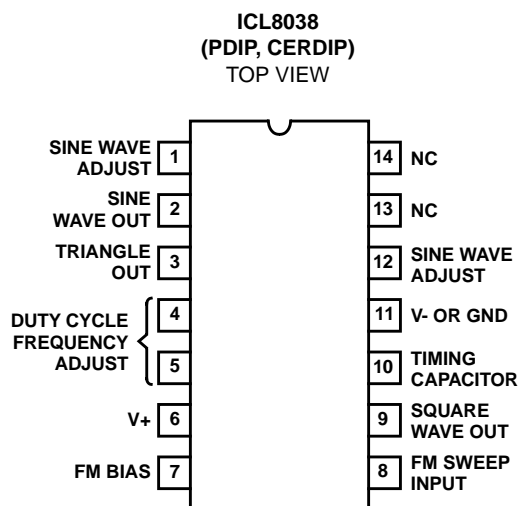 ICL8038
(PDIP, CERDIP)
TOP VIEW
SINE WAVE
ADJUST
1
SINE
WAVE OUT
2
TRIANGLE
OUT
3
DUTY CYCLE
FREQUENCY
ADJUST
4
5
V+
6
FM BIAS
7
14
NC
13
NC
12
SINE WAVE
ADJUST
11
V- OR GND
10
TIMING
CAPACITOR
9
SQUARE
WAVE OUT
8
FM SWEEP
INPUT